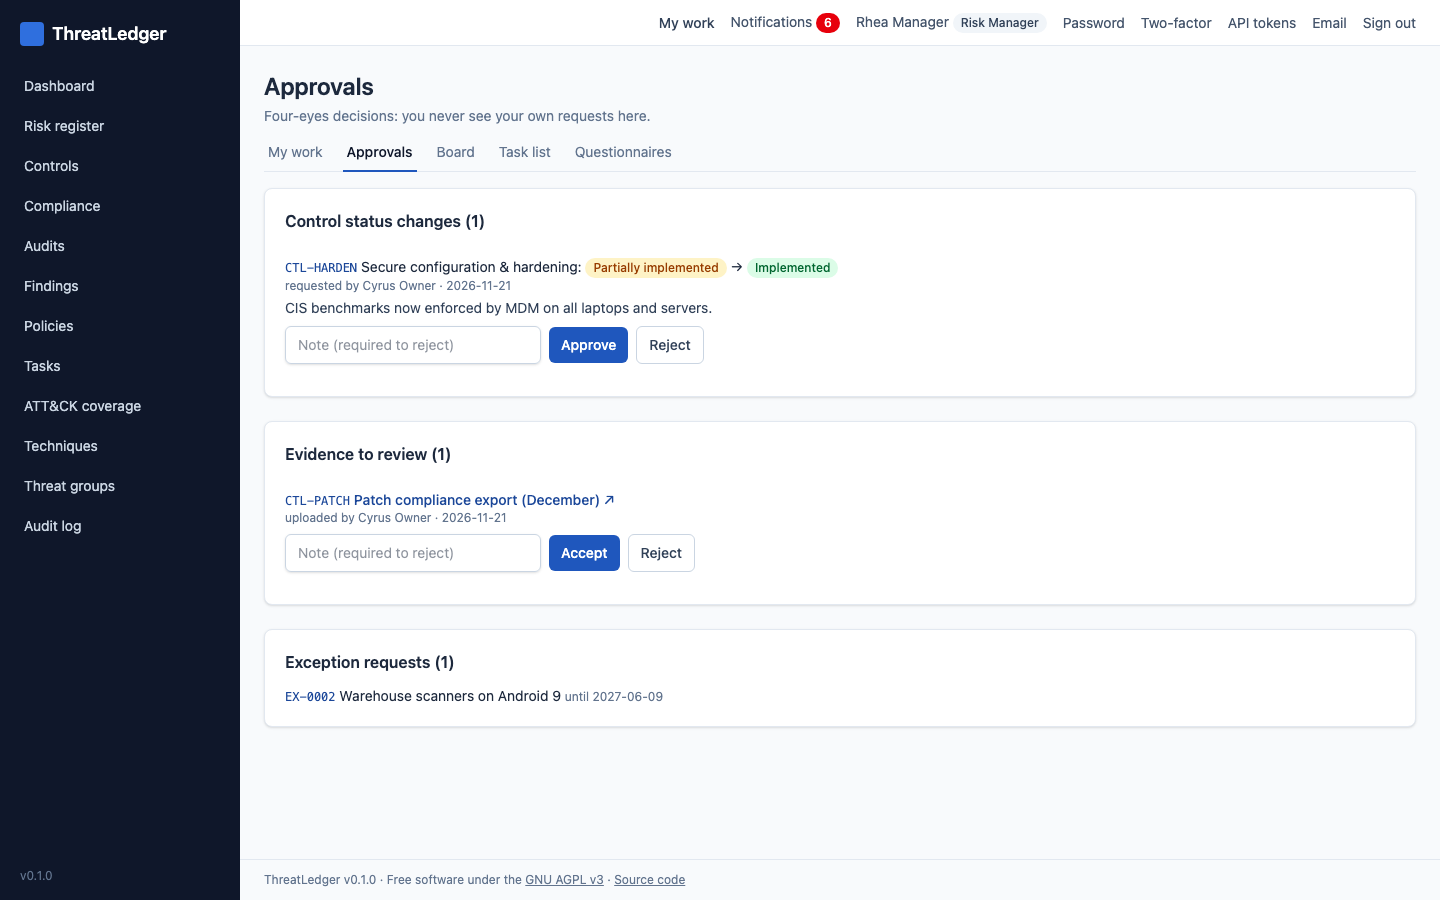 ThreatLedger
Dashboard
Risk register
Controls
Compliance
Audits
Findings
Policies
Tasks
ATT&CK coverage
Techniques
Threat groups
Audit log
v0.1.0
My work Notifications 6 Rhea Manager Risk Manager Password Two-factor API tokens Email Sign out
Approvals
Four-eyes decisions: you never see your own requests here.
My work Approvals Board Task list Questionnaires
Control status changes (1)
CTL-HARDEN Secure configuration & hardening: Partially implemented → Implemented
requested by Cyrus Owner · 2026-11-21
CIS benchmarks now enforced by MDM on all laptops and servers.
Note (required to reject) Approve Reject
Evidence to review (1)
CTL-PATCH Patch compliance export (December) ↗
uploaded by Cyrus Owner · 2026-11-21
Note (required to reject) Accept Reject
Exception requests (1)
EX-0002 Warehouse scanners on Android 9 until 2027-06-09
ThreatLedger v0.1.0 · Free software under the GNU AGPL v3 · Source code